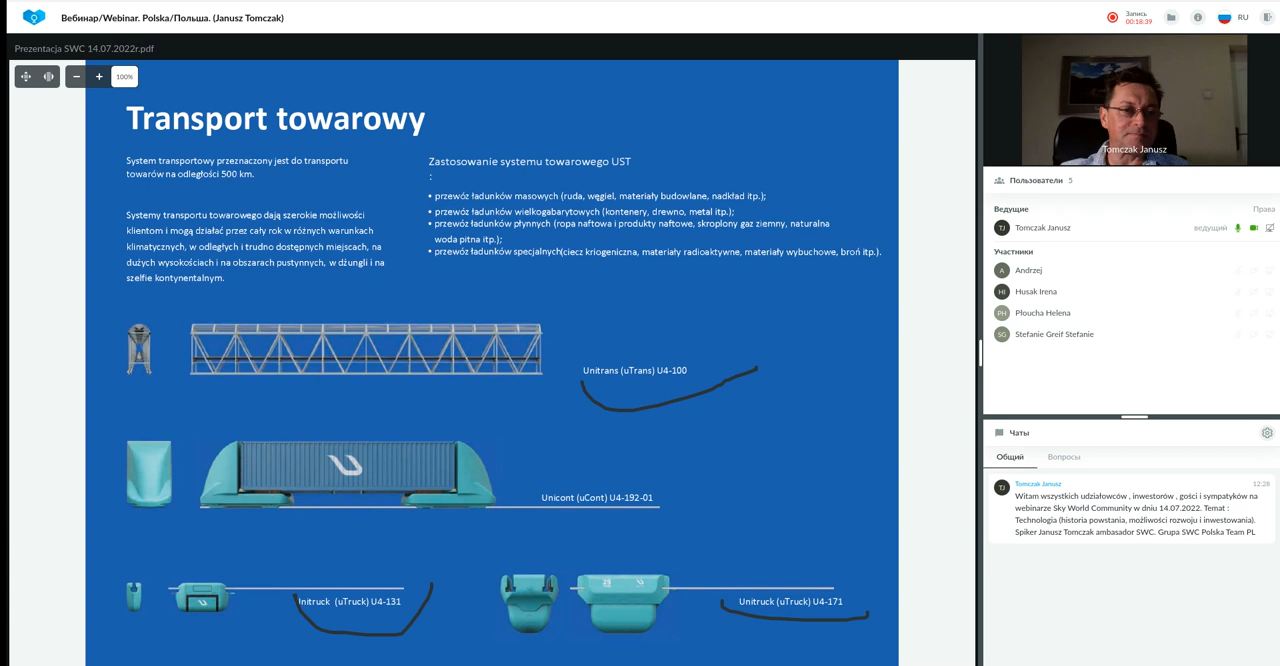 Вебинар/Webinar. Polska/Польша. (Janusz Tomczak)
Запись
00:18:39
RU
Prezentacja SWC 14.07.2022r.pdf
100%
Transport towarowy
System transportowy przeznaczony jest do transportu
towarów na odległości 500 km.
Systemy transportu towarowego dają szerokie możliwości
klientom i mogą działać przez cały rok w różnych warunkach
klimatycznych, w odległych i trudno dostępnych miejscach, na
dużych wysokościach i na obszarach pustynnych, w dżungli i na
szelfie kontynentalnym.
Zastosowanie systemu towarowego UST
:
• przewóz ładunków masowych (ruda, węgiel, materiały budowlane, nadkład itp.);
• przewóz ładunków wielkogabarytowych (kontenery, drewno, metal itp.);
• przewóz ładunków płynnych (ropa naftowa i produkty naftowe, skroplony gaz ziemny, naturalna
woda pitna itp.);
• przewóz ładunków specjalnych(ciecz kriogeniczna, materiały radioaktywne, materiały wybuchowe, broń itp.).
Unitrans (uTrans) U4-100
Unicont (uCont) U4-192-01
Unitruck (uTruck) U4-131
Unitruck (uTruck) U4-171
Tomczak Janusz
Пользователи 5
Ведущие Права
TJ Tomczak Janusz ведущий
Участники
A Andrzej
HI Husak Irena
PH Płoucha Helena
SG Stefanie Greif Stefanie
Чаты
Общий Вопросы
TJ Tomczak Janusz 12:28
Witam wszystkich udziałowców , inwestorów , gości i sympatyków na
webinarze Sky World Community w dniu 14.07.2022. Temat :
Technologia (historia powstania, możliwości rozwoju i inwestowania).
Spiker Janusz Tomczak ambasador SWC. Grupa SWC Polska Team PL